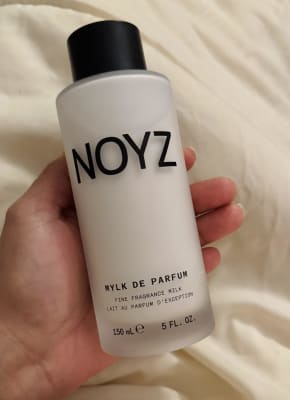 NOYZ
MYLK DE PARFUM
FINE FRAGRANCE MILK
LAIT AU PARFUM D'EXCEPTION
150 mL ℮ 5 FL. OZ.